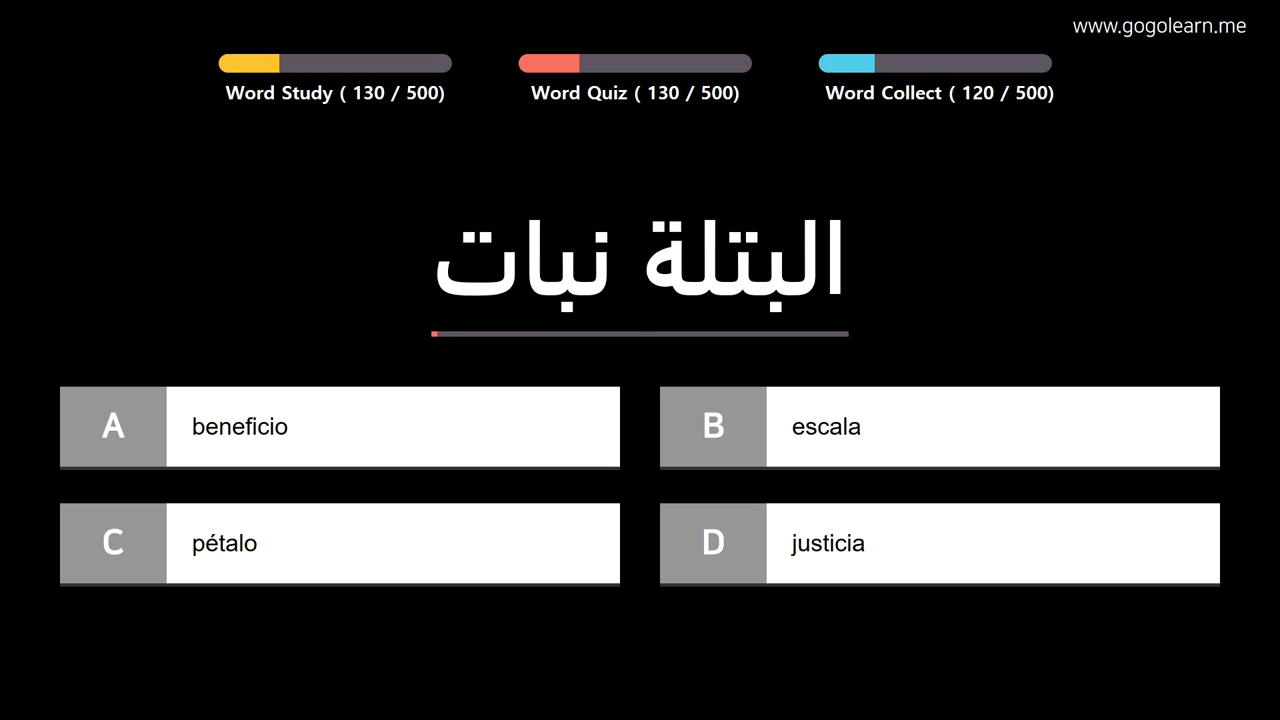 www.gogolearn.me
Word Study ( 130 / 500)
Word Quiz ( 130 / 500)
Word Collect ( 120 / 500)
البتلة نبات
A
beneficio
B
escala
C
pétalo
D
justicia